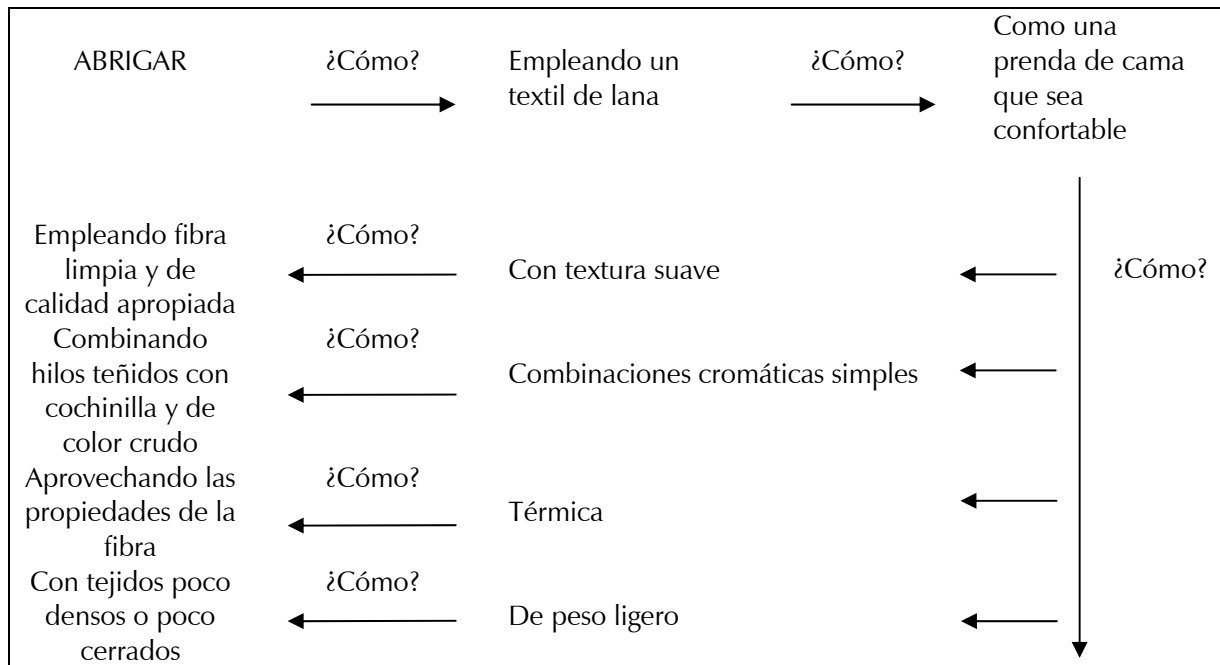 ABRIGAR
¿Cómo?
Empleando un
textil de lana
¿Cómo?
Como una
prenda de cama
que sea
confortable
¿Cómo?
Empleando fibra
limpia y de
calidad apropiada
¿Cómo?
Con textura suave
Combinando
hilos teñidos con
cochinilla y de
color crudo
¿Cómo?
Combinaciones cromáticas simples
Aprovechando las
propiedades de la
fibra
¿Cómo?
Térmica
Con tejidos poco
densos o poco
cerrados
¿Cómo?
De peso ligero